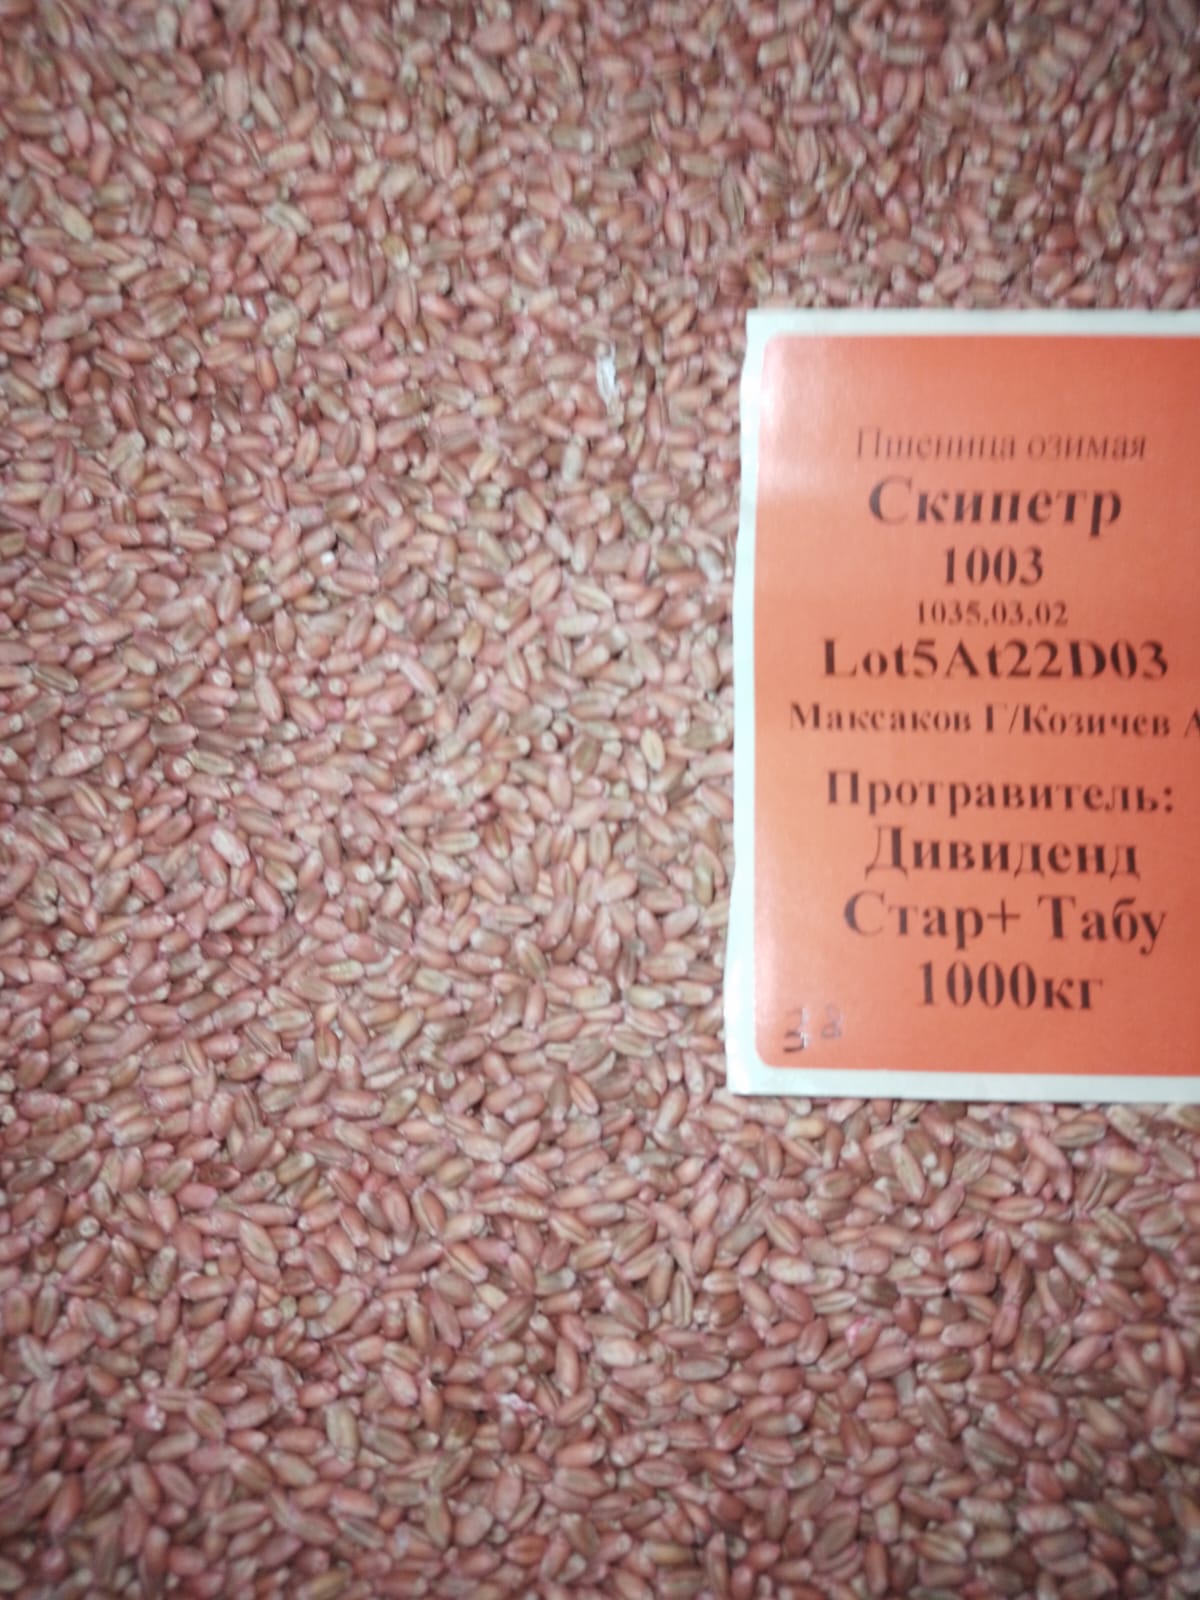 Пшеница озимая
Скипетр
1003
1035.03.02
Lot5At22D03
Максаков Г/Козичев А
Протравитель:
Дивиденд
Стар+ Табу
1000кг